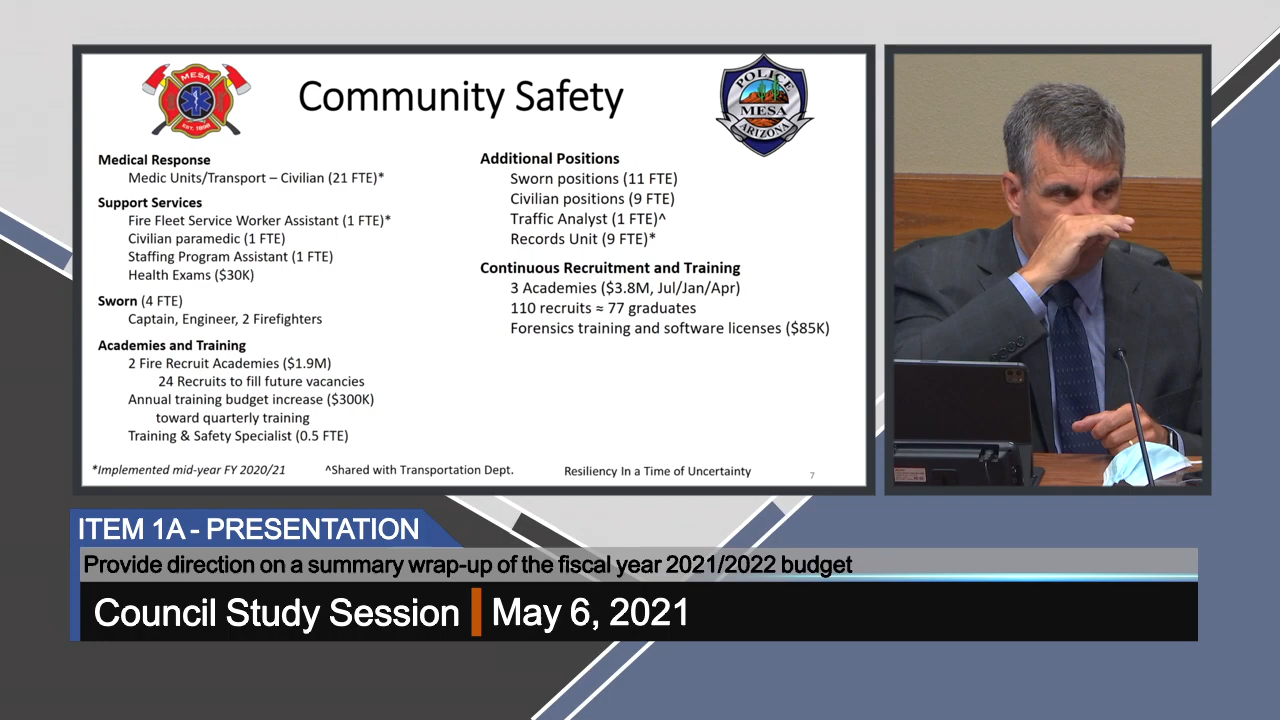 MESA
EST. 1898
Community Safety
POLICE
MESA
ARIZONA
Medical Response
Medic Units/Transport – Civilian (21 FTE)*
Support Services
Fire Fleet Service Worker Assistant (1 FTE)*
Civilian paramedic (1 FTE)
Staffing Program Assistant (1 FTE)
Health Exams ($30K)
Sworn (4 FTE)
Captain, Engineer, 2 Firefighters
Academies and Training
2 Fire Recruit Academies ($1.9M)
24 Recruits to fill future vacancies
Annual training budget increase ($300K)
toward quarterly training
Training & Safety Specialist (0.5 FTE)
Additional Positions
Sworn positions (11 FTE)
Civilian positions (9 FTE)
Traffic Analyst (1 FTE)^
Records Unit (9 FTE)*
Continuous Recruitment and Training
3 Academies ($3.8M, Jul/Jan/Apr)
110 recruits ≈ 77 graduates
Forensics training and software licenses ($85K)
*Implemented mid-year FY 2020/21
^Shared with Transportation Dept.
Resiliency In a Time of Uncertainty
7
ITEM 1A - PRESENTATION
Provide direction on a summary wrap-up of the fiscal year 2021/2022 budget
Council Study Session | May 6, 2021